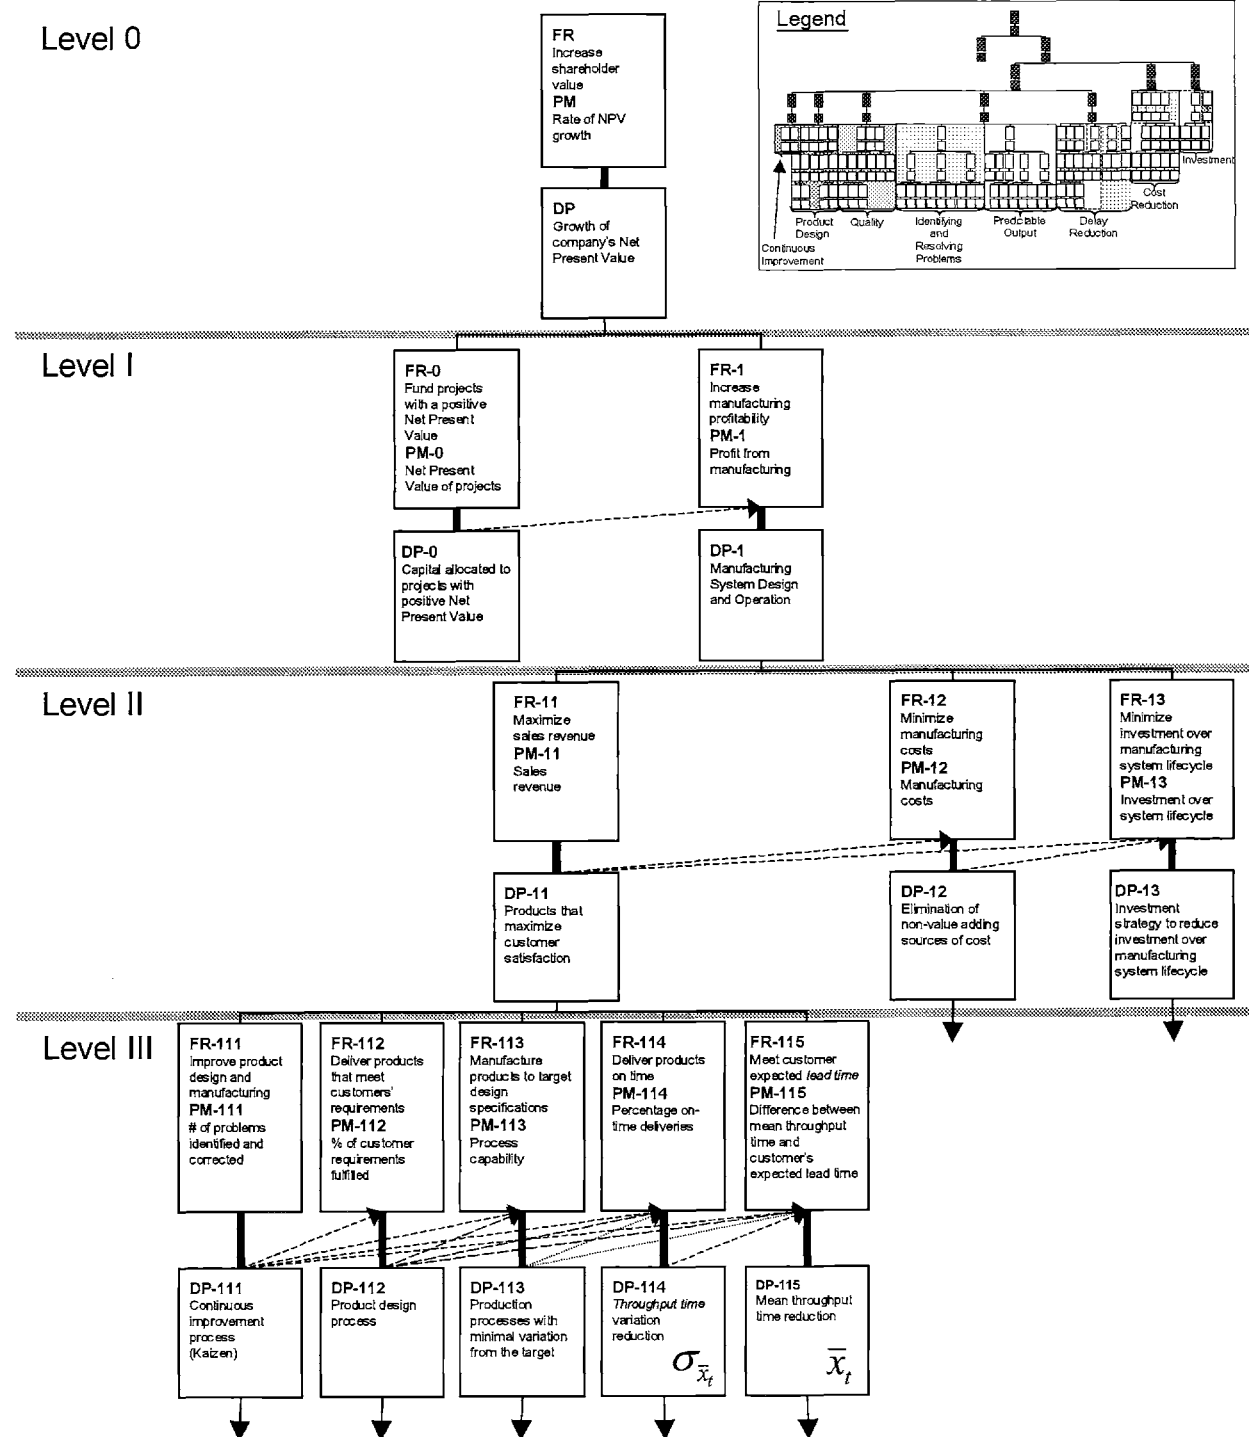 Level 0
FR
Increase
shareholder
value
PM
Rate of NPV
growth
DP
Growth of
company's Net
Present Value
Legend
Investment
Cost
Reduction
Product
Design
Quality
Identifying
and
Resolving
Problems
Predictable
Output
Delay
Reduction
Continuous
Improvement
Level I
FR-0
Fund projects
with a positive
Net Present
Value
PM-0
Net Present
Value of projects
FR-1
Increase
manufacturing
profitability
PM-1
Profit from
manufacturing
DP-0
Capital allocated to
projects with
positive Net
Present Value
DP-1
Manufacturing
System Design
and Operation
Level II
FR-11
Maximize
sales revenue
PM-11
Sales
revenue
FR-12
Minimize
manufacturing
costs
PM-12
Manufacturing
costs
FR-13
Minimize
investment over
manufacturing
system lifecycle
PM-13
Investment over
system lifecycle
DP-11
Products that
maximize
customer
satisfaction
DP-12
Elimination of
non-value adding
sources of cost
DP-13
Investment
strategy to reduce
investment over
manufacturing
system lifecycle
Level III
FR-111
Improve product
design and
manufacturing
PM-111
# of problems
identified and
corrected
FR-112
Deliver products
that meet
customers'
requirements
PM-112
% of customer
requirements
fulfilled
FR-113
Manufacture
products to target
design
specifications
PM-113
Process
capability
FR-114
Deliver products
on time
PM-114
Percentage on-
time deliveries
FR-115
Meet customer
expected lead time
PM-115
Difference between
mean throughput
time and
customer's
expected lead time
DP-111
Continuous
improvement
process
(Kaizen)
DP-112
Product design
process
DP-113
Production
processes with
minimal variation
from the target
DP-114
Throughput time
variation
reduction
σx̄t
DP-115
Mean throughput
time reduction
x̄t